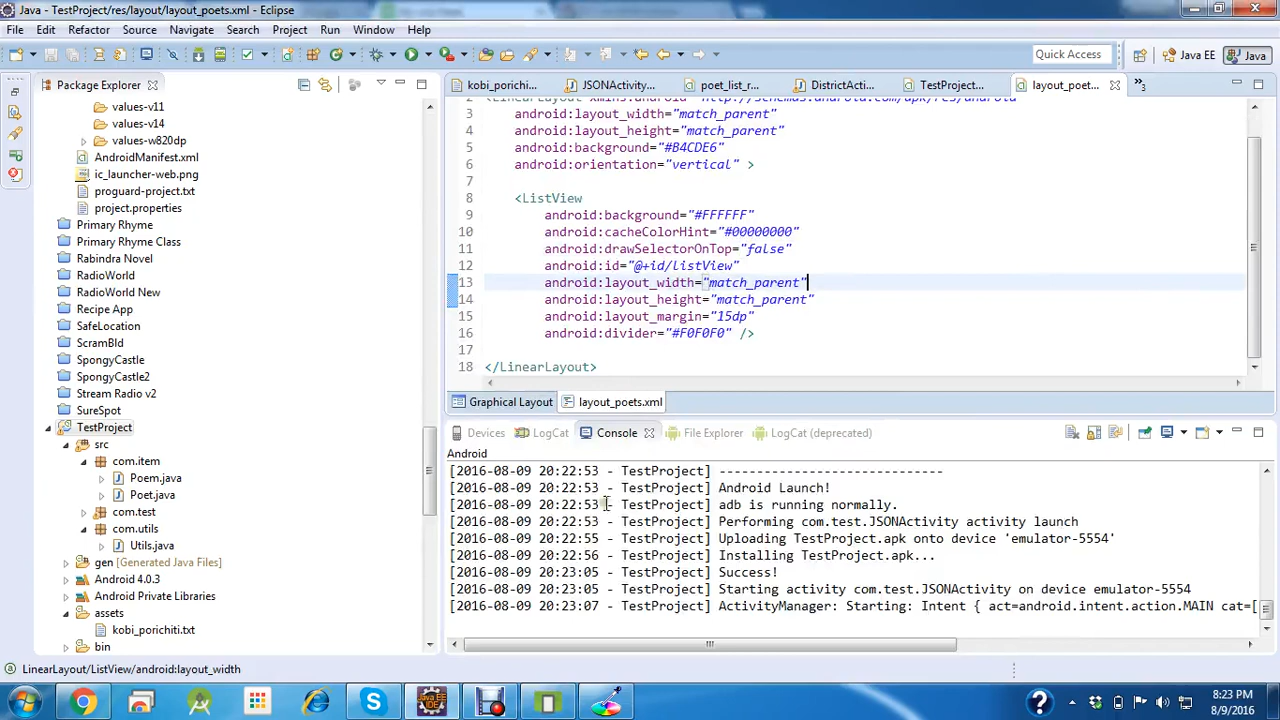 Java - TestProject/res/layout/layout_poets.xml - Eclipse
File Edit Refactor Source Navigate Search Project Run Window Help
Quick Access
Java EE
Java
Package Explorer
values-v11
values-v14
values-w820dp
AndroidManifest.xml
ic_launcher-web.png
proguard-project.txt
project.properties
Primary Rhyme
Primary Rhyme Class
Rabindra Novel
RadioWorld
RadioWorld New
Recipe App
SafeLocation
ScramBld
SpongyCastle
SpongyCastle2
Stream Radio v2
SureSpot
TestProject
src
com.item
Poem.java
Poet.java
com.test
com.utils
Utils.java
gen [Generated Java Files]
Android 4.0.3
Android Private Libraries
assets
kobi_porichiti.txt
bin
kobi_porichit... JSONActivity... poet_list_r... DistrictActi... TestProject... layout_poet... »3
2 <LinearLayout xmlns:android="http://schemas.android.com/apk/res/android"
3 android:layout_width="match_parent"
4 android:layout_height="match_parent"
5 android:background="#B4CDE6"
6 android:orientation="vertical" >
7
8 <ListView
9 android:background="#FFFFFF"
10 android:cacheColorHint="#00000000"
11 android:drawSelectorOnTop="false"
12 android:id="@+id/listView"
13 android:layout_width="match_parent"
14 android:layout_height="match_parent"
15 android:layout_margin="15dp"
16 android:divider="#F0F0F0" />
17
18 </LinearLayout>
Graphical Layout layout_poets.xml
Devices LogCat Console File Explorer LogCat (deprecated)
Android
[2016-08-09 20:22:53 - TestProject] ------------------------------
[2016-08-09 20:22:53 - TestProject] Android Launch!
[2016-08-09 20:22:53 - TestProject] adb is running normally.
[2016-08-09 20:22:53 - TestProject] Performing com.test.JSONActivity activity launch
[2016-08-09 20:22:55 - TestProject] Uploading TestProject.apk onto device 'emulator-5554'
[2016-08-09 20:22:56 - TestProject] Installing TestProject.apk...
[2016-08-09 20:23:05 - TestProject] Success!
[2016-08-09 20:23:05 - TestProject] Starting activity com.test.JSONActivity on device emulator-5554
[2016-08-09 20:23:07 - TestProject] ActivityManager: Starting: Intent { act=android.intent.action.MAIN cat=[
LinearLayout/ListView/android:layout_width
8:23 PM
8/9/2016